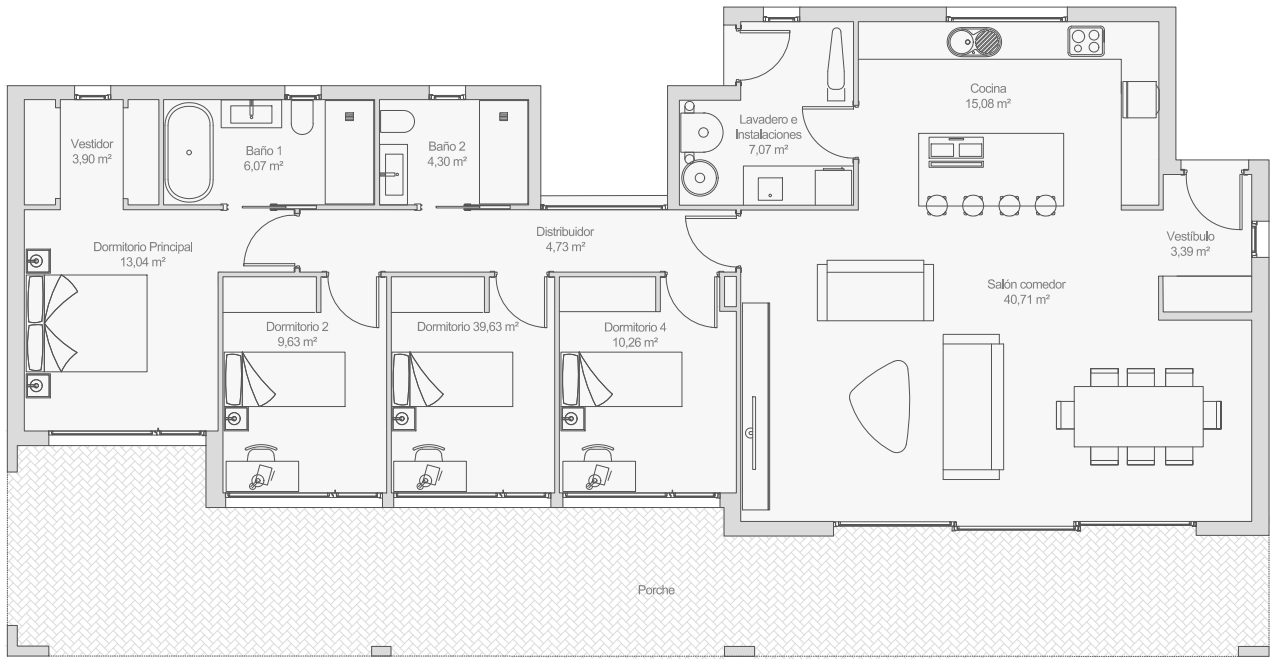 Cocina
15,08 m²
Lavadero e
Instalaciones
7,07 m²
Vestidor
3,90 m²
Baño 1
6,07 m²
Baño 2
4,30 m²
Distribuidor
4,73 m²
Vestíbulo
3,39 m²
Dormitorio Principal
13,04 m²
Salón comedor
40,71 m²
Dormitorio 2
9,63 m²
Dormitorio 39,63 m²
Dormitorio 4
10,26 m²
Porche